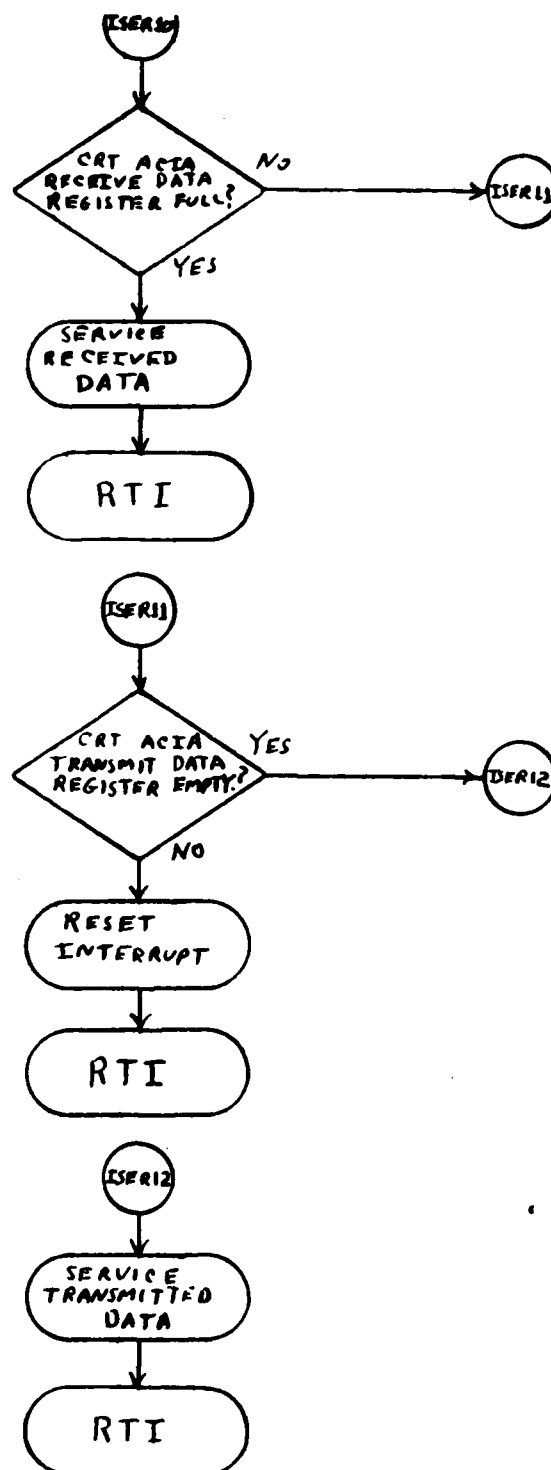 ISER10
CRT ACIA
RECEIVE DATA
REGISTER FULL?
NO
ISER11
YES
SERVICE
RECEIVED
DATA
RTI
ISER11
CRT ACIA
TRANSMIT DATA
REGISTER EMPTY?
YES
ISER12
NO
RESET
INTERRUPT
RTI
ISER12
SERVICE
TRANSMITTED
DATA
RTI